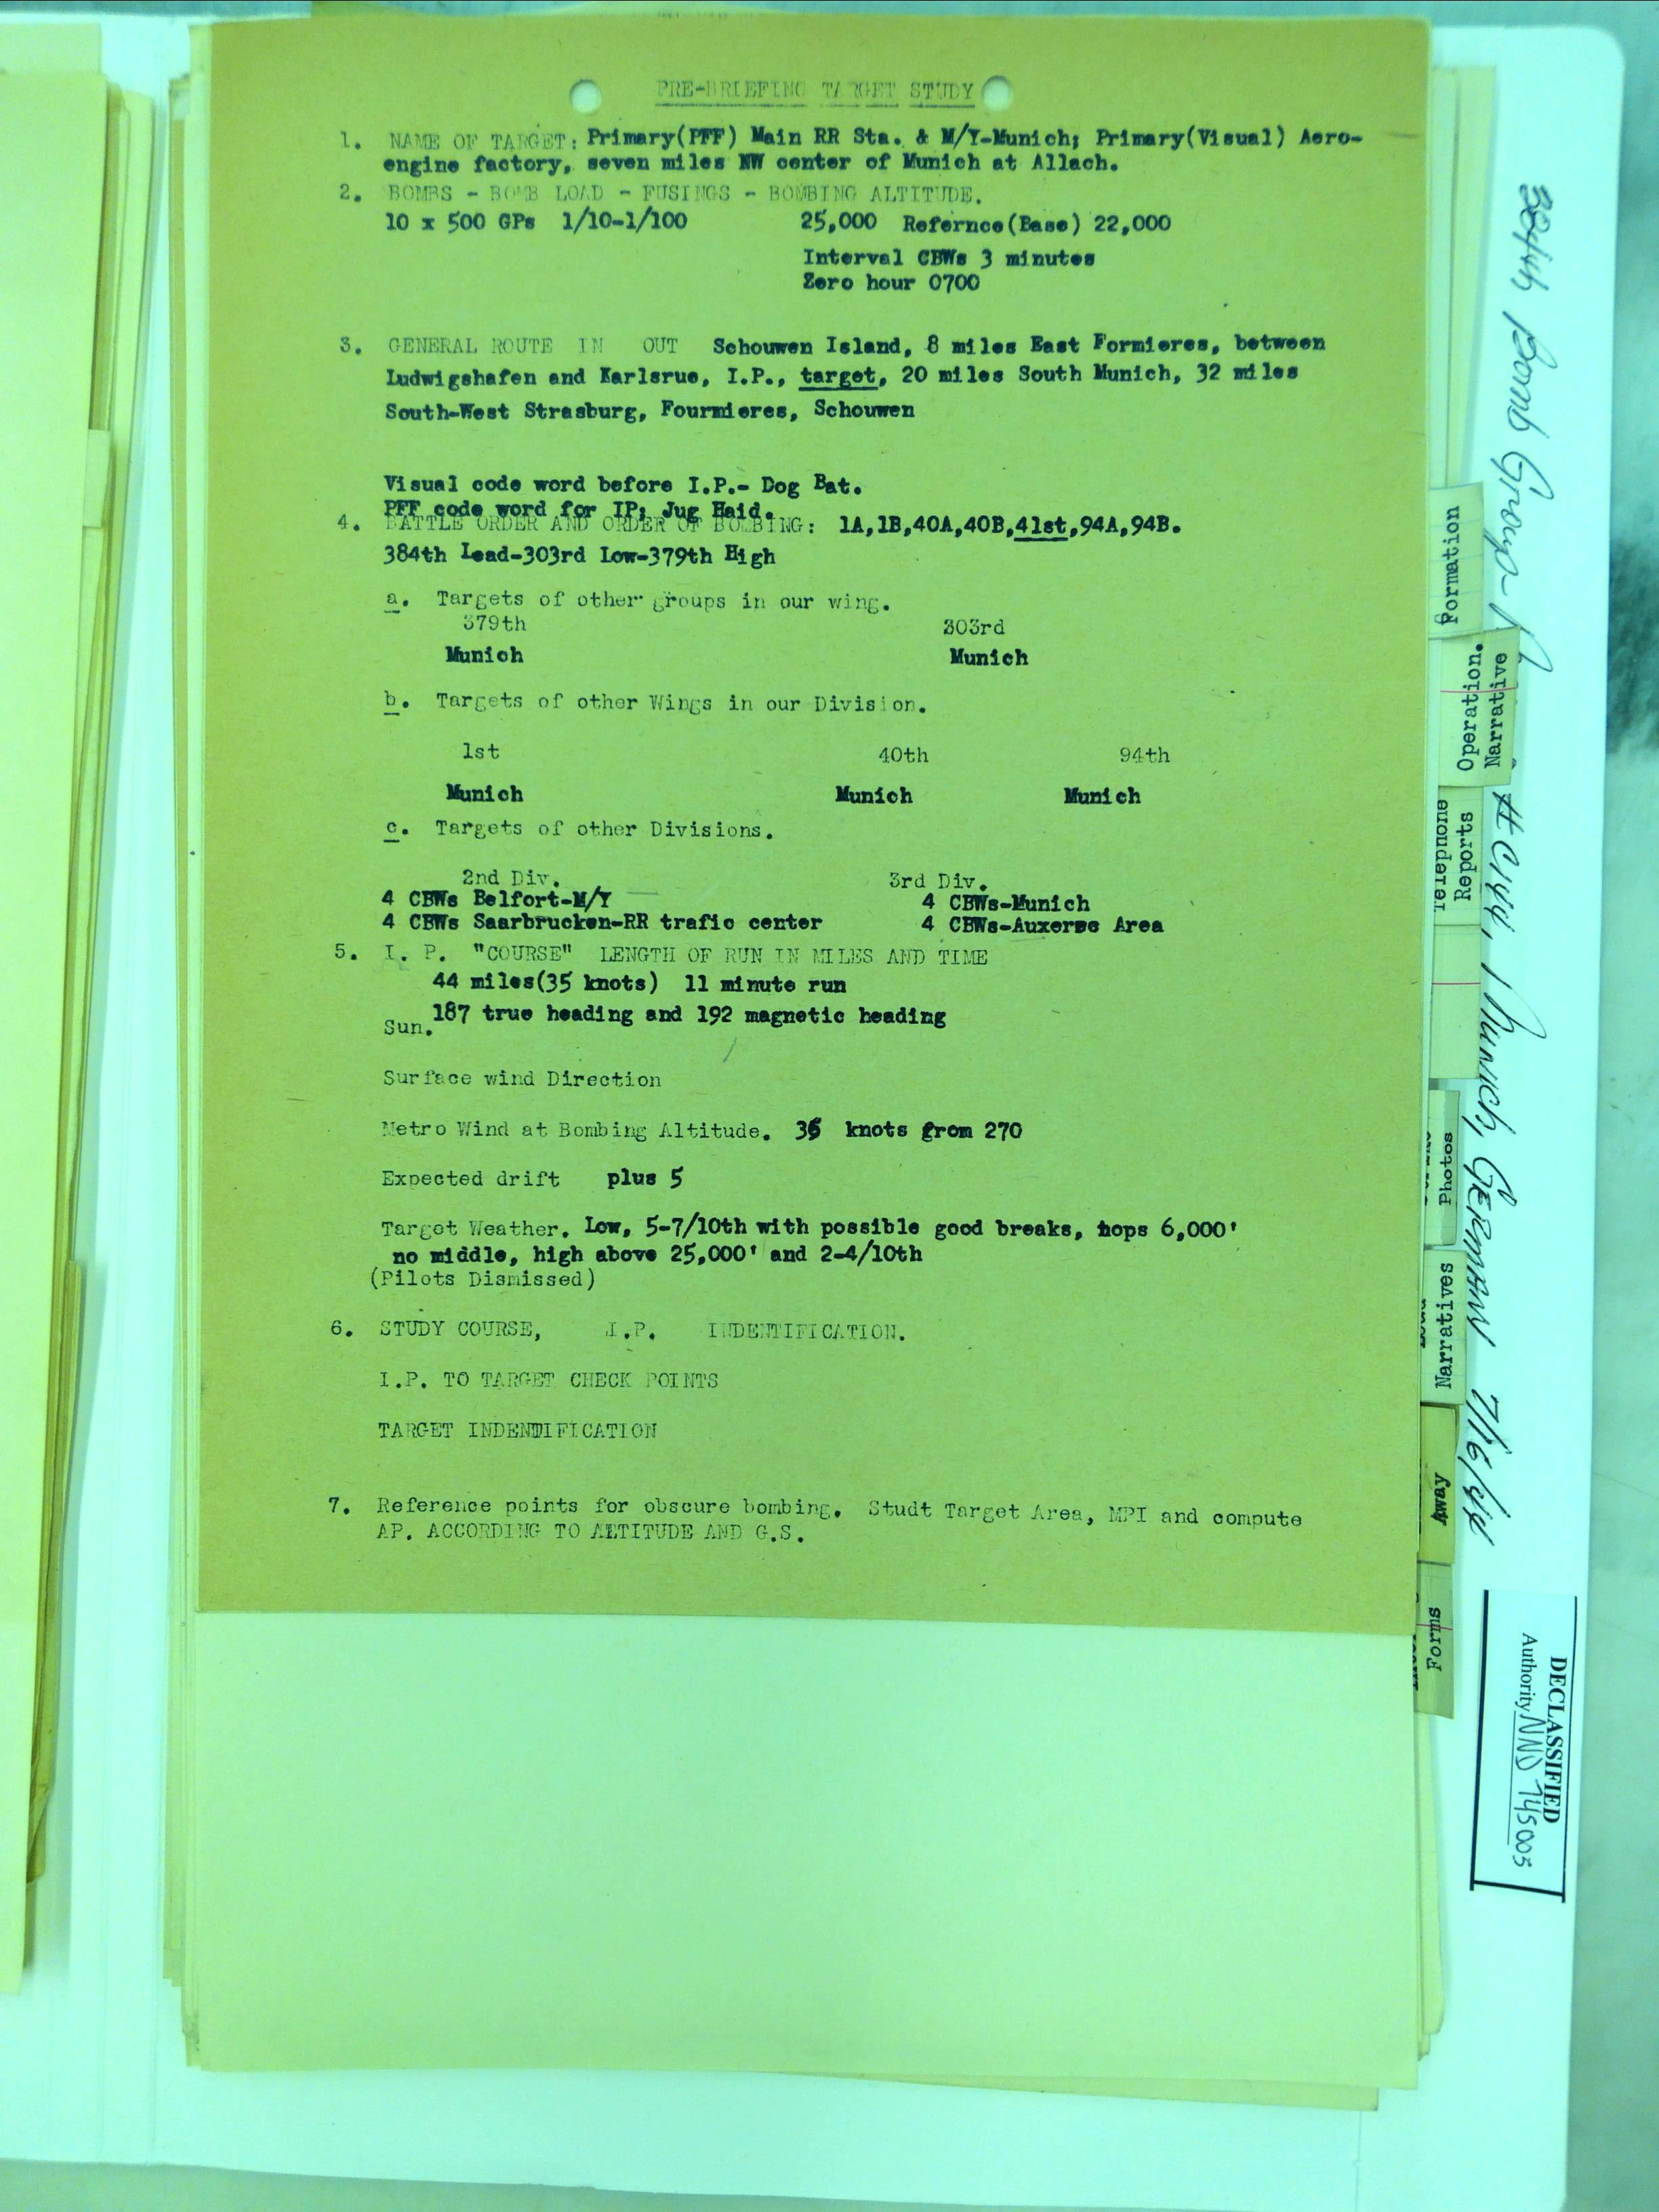 PRE-BRIEFING TARGET STUDY
1. NAME OF TARGET: Primary(PFF) Main RR Sta. & M/Y-Munich; Primary(Visual) Aero-
engine factory, seven miles NW center of Munich at Allach.
2. BOMBS - BOMB LOAD - FUSINGS - BOMBING ALTITUDE.
10 x 500 GPs 1/10-1/100 25,000 Refernce(Base) 22,000
Interval CBWs 3 minutes
Zero hour 0700
3. GENERAL ROUTE IN OUT Schouwen Island, 8 miles East Formieres, between
Ludwigshafen and Karlsrue, I.P., target, 20 miles South Munich, 32 miles
South-West Strasburg, Fourmieres, Schouwen
Visual code word before I.P.- Dog Bat.
PFF code word for IP; Jug Haid.
4. BATTLE ORDER AND ORDER OF BOMBING: 1A,1B,40A,40B,41st,94A,94B.
384th Lead-303rd Low-379th High
a. Targets of other groups in our wing.
379th 303rd
Munich Munich
b. Targets of other Wings in our Division.
1st 40th 94th
Munich Munich Munich
c. Targets of other Divisions.
2nd Div. 3rd Div.
4 CBWs Belfort-M/Y 4 CBWs-Munich
4 CBWs Saarbrucken-RR trafic center 4 CBWs-Auxerse Area
5. I. P. "COURSE" LENGTH OF RUN IN MILES AND TIME
44 miles(35 knots) 11 minute run
187 true heading and 192 magnetic heading
Sun.
Surface wind Direction
Metro Wind at Bombing Altitude. 35 knots from 270
Expected drift plus 5
Target Weather. Low, 5-7/10th with possible good breaks, hops 6,000'
no middle, high above 25,000' and 2-4/10th
(Pilots Dismissed)
6. STUDY COURSE, I.P. INDENTIFICATION.
I.P. TO TARGET CHECK POINTS
TARGET INDENTIFICATION
7. Reference points for obscure bombing. Studt Target Area, MPI and compute
AP. ACCORDING TO ALTITUDE AND G.S.
Formation
Operation.
Narrative
Telephone
Reports
Photos
Narratives
Away
Forms
384th Bomb Group
Munich, Germany 7/16/44
DECLASSIFIED
Authority NND 745005